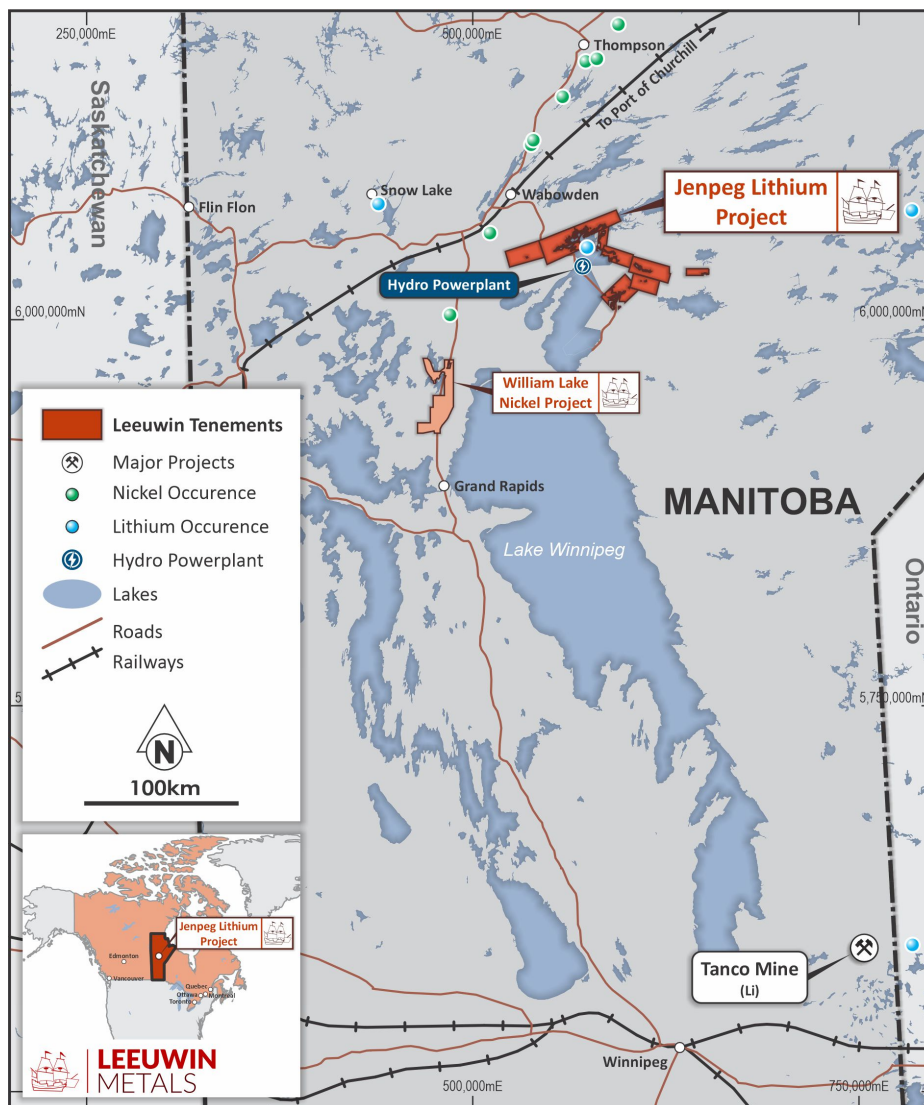 250,000mE
500,000mE
Thompson
To Port of Churchill
Saskatchewan
Snow Lake
Flin Flon
Wabowden
Jenpeg Lithium
Project
Hydro Powerplant
6,000,000mN
6,000,000mN
William Lake
Nickel Project
Leeuwin Tenements
Major Projects
Nickel Occurence
Lithium Occurence
Hydro Powerplant
Lakes
Roads
Railways
N
100km
Grand Rapids
MANITOBA
Lake Winnipeg
Ontario
5
5,750,000mN
Jenpeg Lithium
Project
Edmonton
Vancouver
Quebec
Ottawa
Montreal
Toronto
Tanco Mine
(Li)
LEEUWIN
METALS
Winnipeg
500,000mE
750,000mE